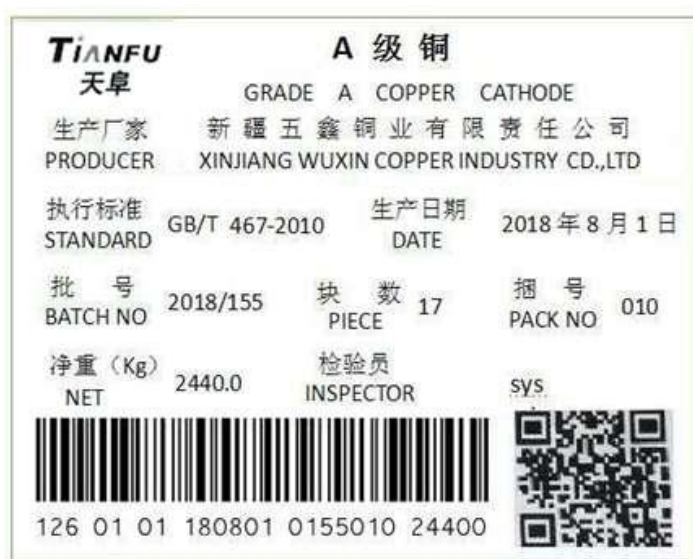 TiANFU
天阜
A 级 铜
GRADE A COPPER CATHODE
生产厂家 新疆五鑫铜业有限责任公司
PRODUCER XINJIANG WUXIN COPPER INDUSTRY CD.,LTD
执行标准 GB/T 467-2010 生产日期 2018年8月1日
STANDARD DATE
批 号 2018/155 块 数 17 捆 号 010
BATCH NO PIECE PACK NO
净重（Kg） 2440.0 检验员 sys
NET INSPECTOR
126 01 01 180801 0155010 24400